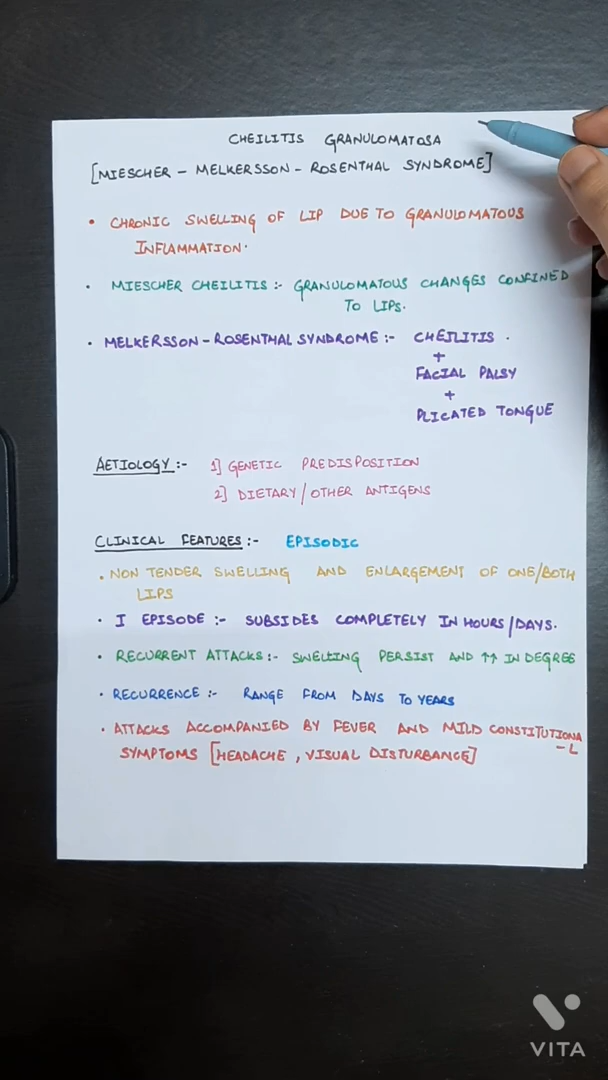 CHEILITIS GRANULOMATOSA
[MIESCHER - MELKERSSON - ROSENTHAL SYNDROME]
• CHRONIC SWELLING OF LIP DUE TO GRANULOMATOUS
INFLAMMATION.
• MIESCHER CHEILITIS :- GRANULOMATOUS CHANGES CONFINED
TO LIPS.
• MELKERSSON - ROSENTHAL SYNDROME :- CHEILITIS .
+
FACIAL PALSY
+
PLICATED TONGUE
AETIOLOGY :- 1] GENETIC PREDISPOSITION
2] DIETARY / OTHER ANTIGENS
CLINICAL FEATURES :- EPISODIC
• NON TENDER SWELLING AND ENLARGEMENT OF ONE/BOTH
LIPS
• I EPISODE :- SUBSIDES COMPLETELY IN HOURS/DAYS.
• RECURRENT ATTACKS :- SWELLING PERSIST AND ↑↑ IN DEGREE
• RECURRENCE :- RANGE FROM DAYS TO YEARS
• ATTACKS ACCOMPANIED BY FEVER AND MILD CONSTITUTIONA
-L
SYMPTOMS [HEADACHE , VISUAL DISTURBANCE]
VITA